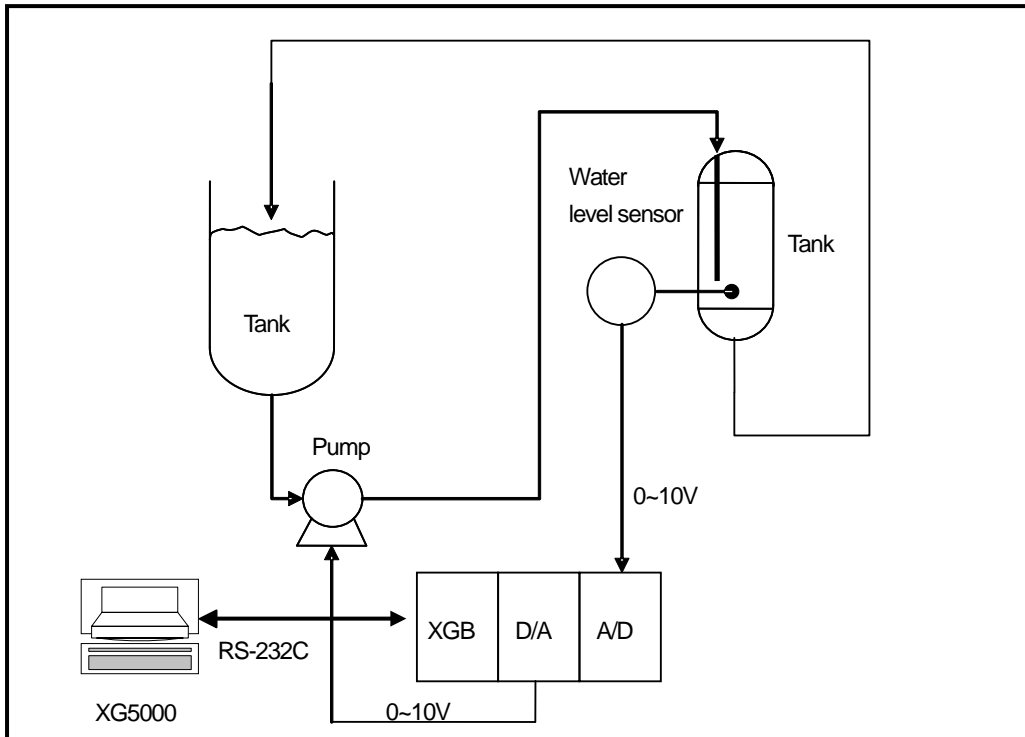 Water
level sensor
Tank
Tank
Pump
0~10V
XGB
D/A
A/D
RS-232C
0~10V
XG5000